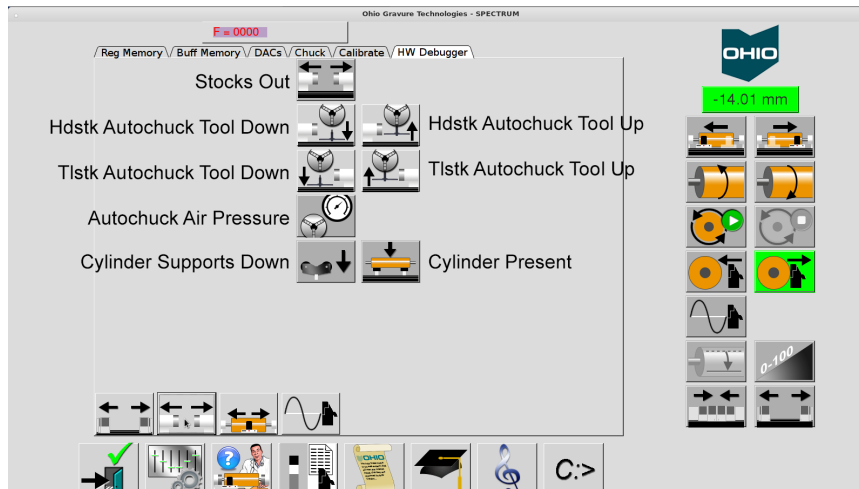 Ohio Gravure Technologies - SPECTRUM
F = 0000
Reg Memory Buff Memory DACs Chuck Calibrate HW Debugger
OHIO
Stocks Out
-14.01 mm
Hdstk Autochuck Tool Down
Hdstk Autochuck Tool Up
Tlstk Autochuck Tool Down
Tlstk Autochuck Tool Up
Autochuck Air Pressure
Cylinder Supports Down
Cylinder Present
0-100
?
OHIO
C:>